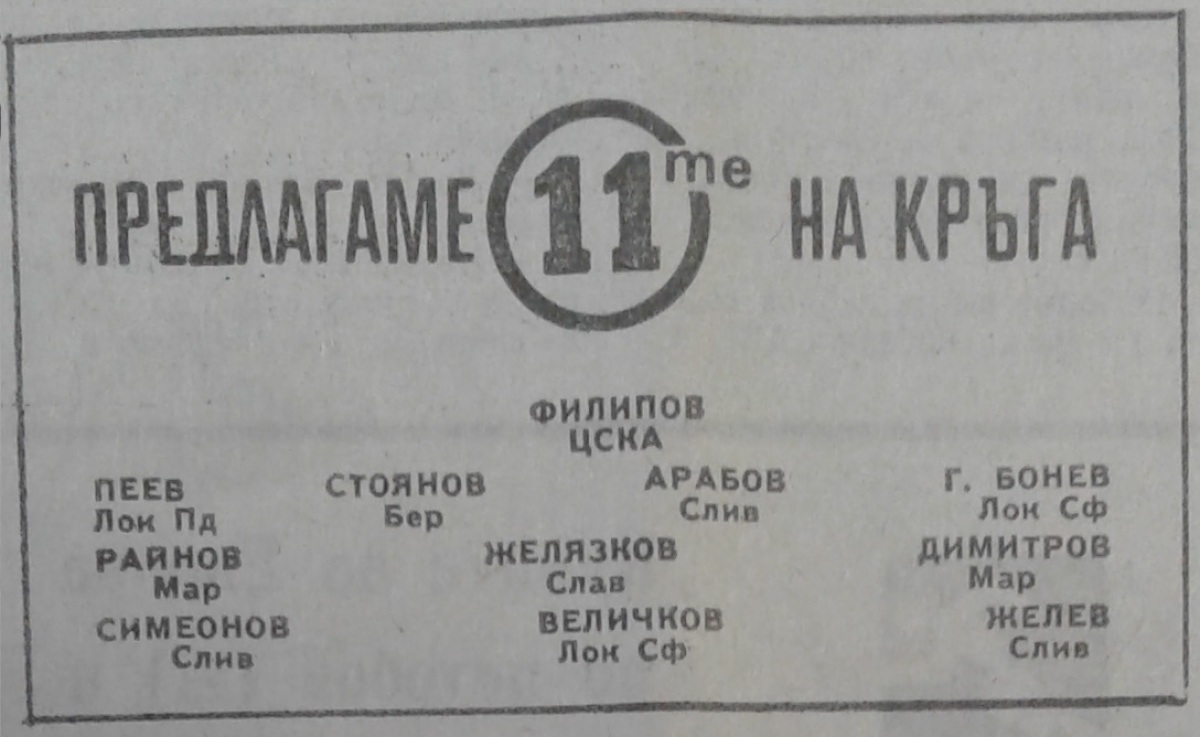 ПРЕДЛАГАМЕ 11те НА КРЪГА
ФИЛИПОВ
ЦСКА
ПЕЕВ СТОЯНОВ АРАБОВ Г. БОНЕВ
Лок Пд Бер Слив Лок Сф
РАЙНОВ ЖЕЛЯЗКОВ ДИМИТРОВ
Мар Слав Мар
СИМЕОНОВ ВЕЛИЧКОВ ЖЕЛЕВ
Слив Лок Сф Слив